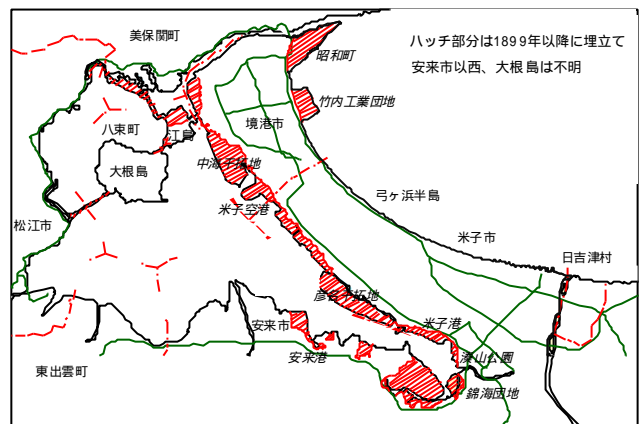 美保関町
昭和町
ハッチ部分は1899年以降に埋立て
安来市以西、大根島は不明
竹内工業団地
八束町
江島
境港市
大根島
中海干拓地
弓ヶ浜半島
米子空港
松江市
米子市
日吉津村
彦名干拓地
安来市
米子港
安来港
湊山公園
東出雲町
錦海団地